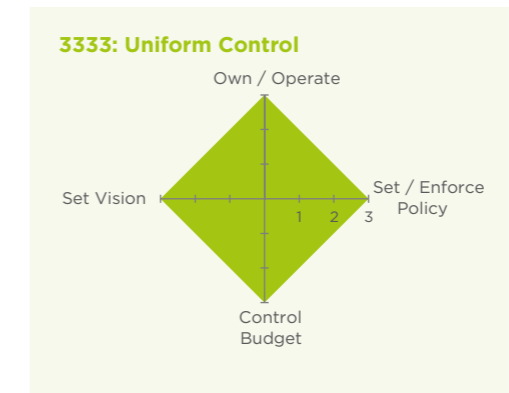 3333: Uniform Control
Own / Operate
Set Vision
Set / Enforce
Policy
1 2 3
Control
Budget